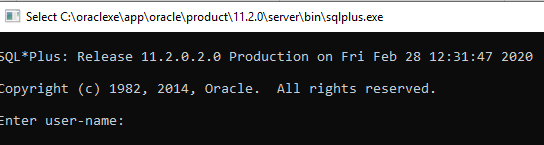 Select C:\oraclexe\app\oracle\product\11.2.0\server\bin\sqlplus.exe
SQL*Plus: Release 11.2.0.2.0 Production on Fri Feb 28 12:31:47 2020
Copyright (c) 1982, 2014, Oracle.  All rights reserved.
Enter user-name: